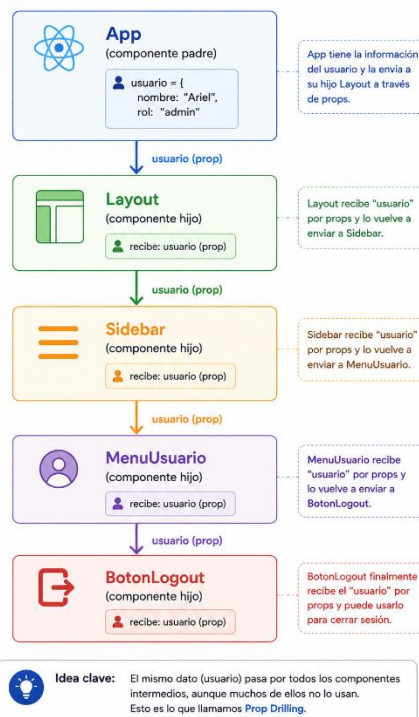 App
(componente padre)
usuario = {
nombre: "Ariel",
rol: "admin"
App tiene la información
del usuario y la envía a
su hijo Layout a través
de props.
usuario (prop)
Layout
(componente hijo)
recibe: usuario (prop)
Layout recibe "usuario"
por props y lo vuelve a
enviar a Sidebar.
usuario (prop)
Sidebar
(componente hijo)
recibe: usuario (prop)
Sidebar recibe "usuario"
por props y lo vuelve a
enviar a MenuUsuario.
usuario (prop)
MenuUsuario
(componente hijo)
recibe: usuario (prop)
MenuUsuario recibe
"usuario" por props y
lo vuelve a enviar a
BotonLogout.
usuario (prop)
BotonLogout
(componente hijo)
recibe: usuario (prop)
BotonLogout finalmente
recibe el "usuario" por
props y puede usarlo
para cerrar sesión.
Idea clave:
El mismo dato (usuario) pasa por todos los componentes
intermedios, aunque muchos de ellos no lo usan.
Esto es lo que llamamos Prop Drilling.